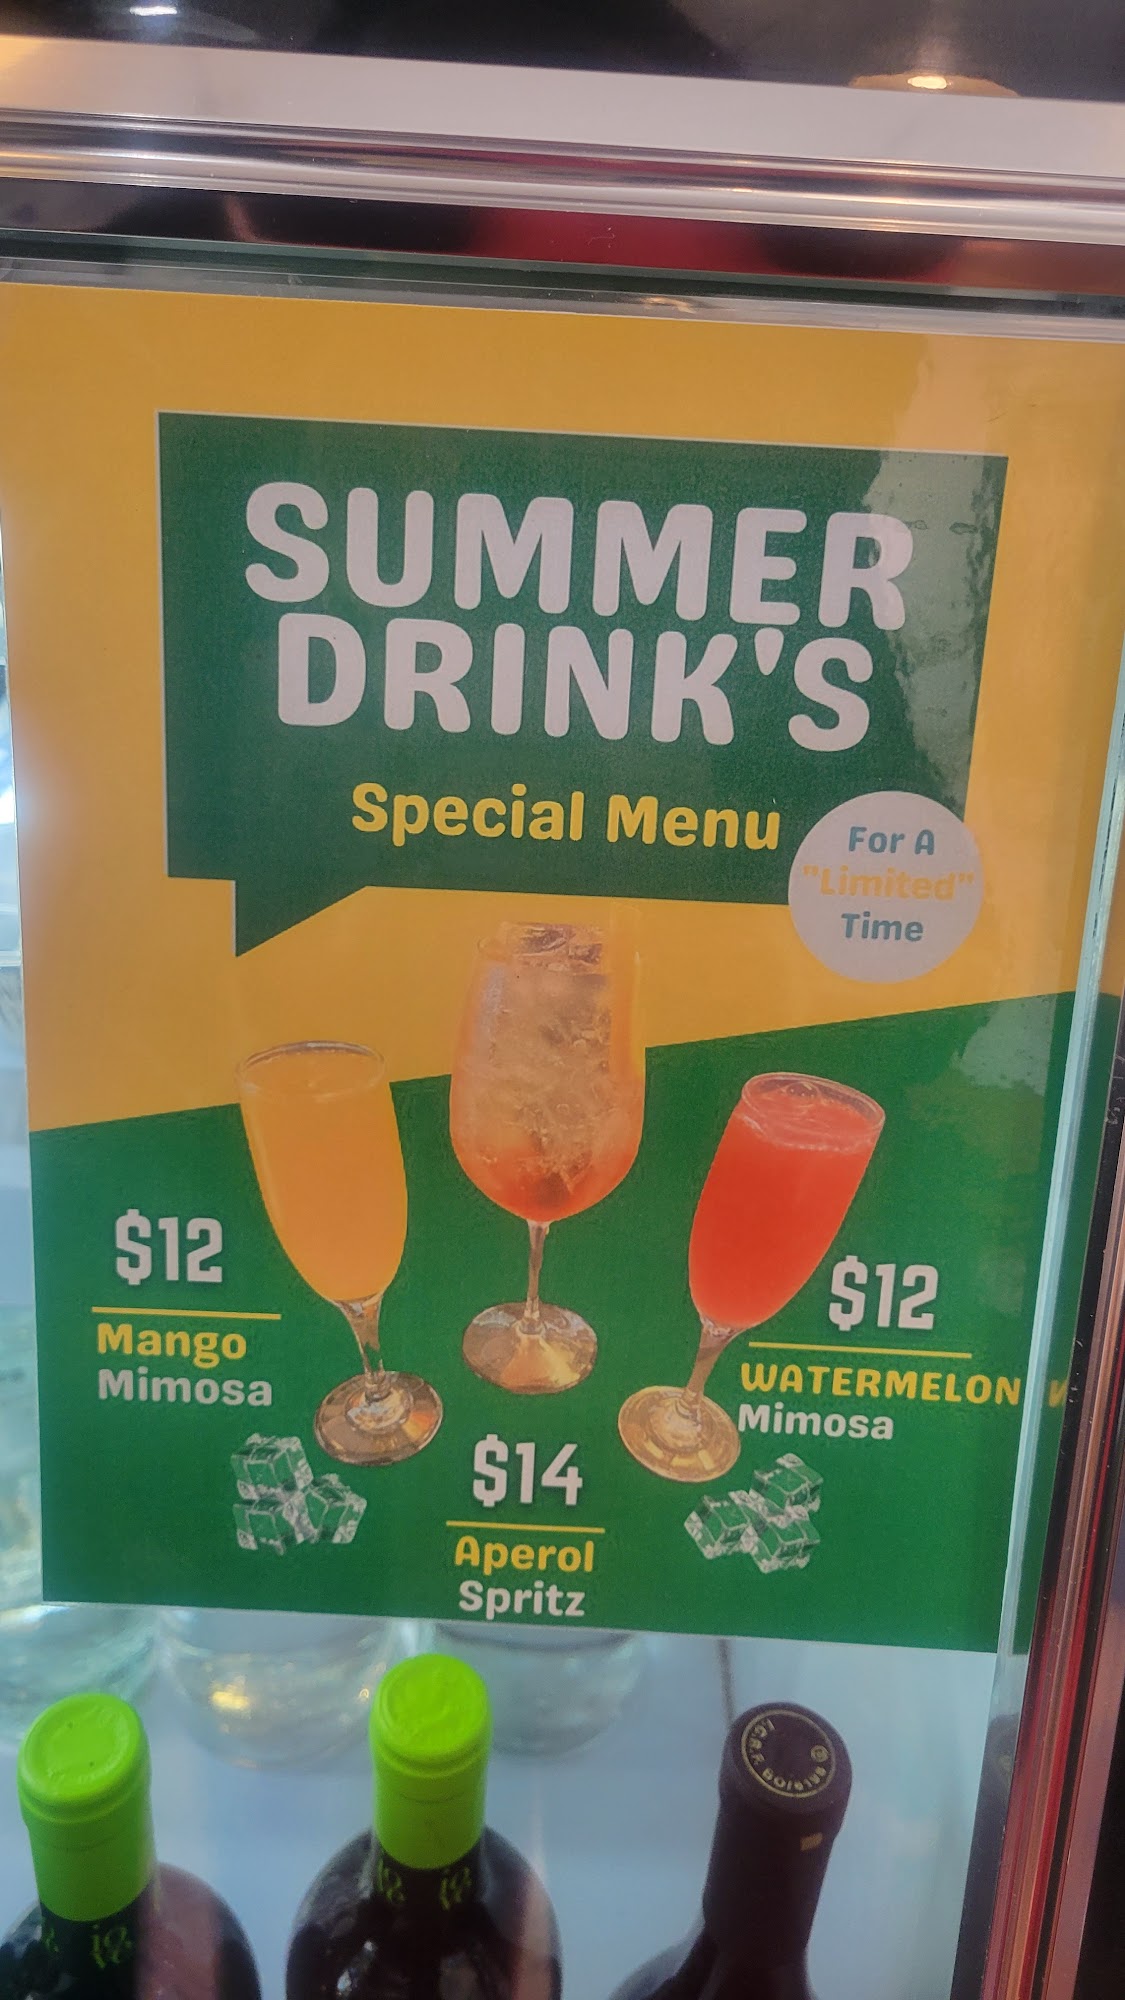 SUMMER
DRINK'S
Special Menu
For A
"Limited"
Time
$12
Mango
Mimosa
$12
WATERMELON
Mimosa
$14
Aperol
Spritz